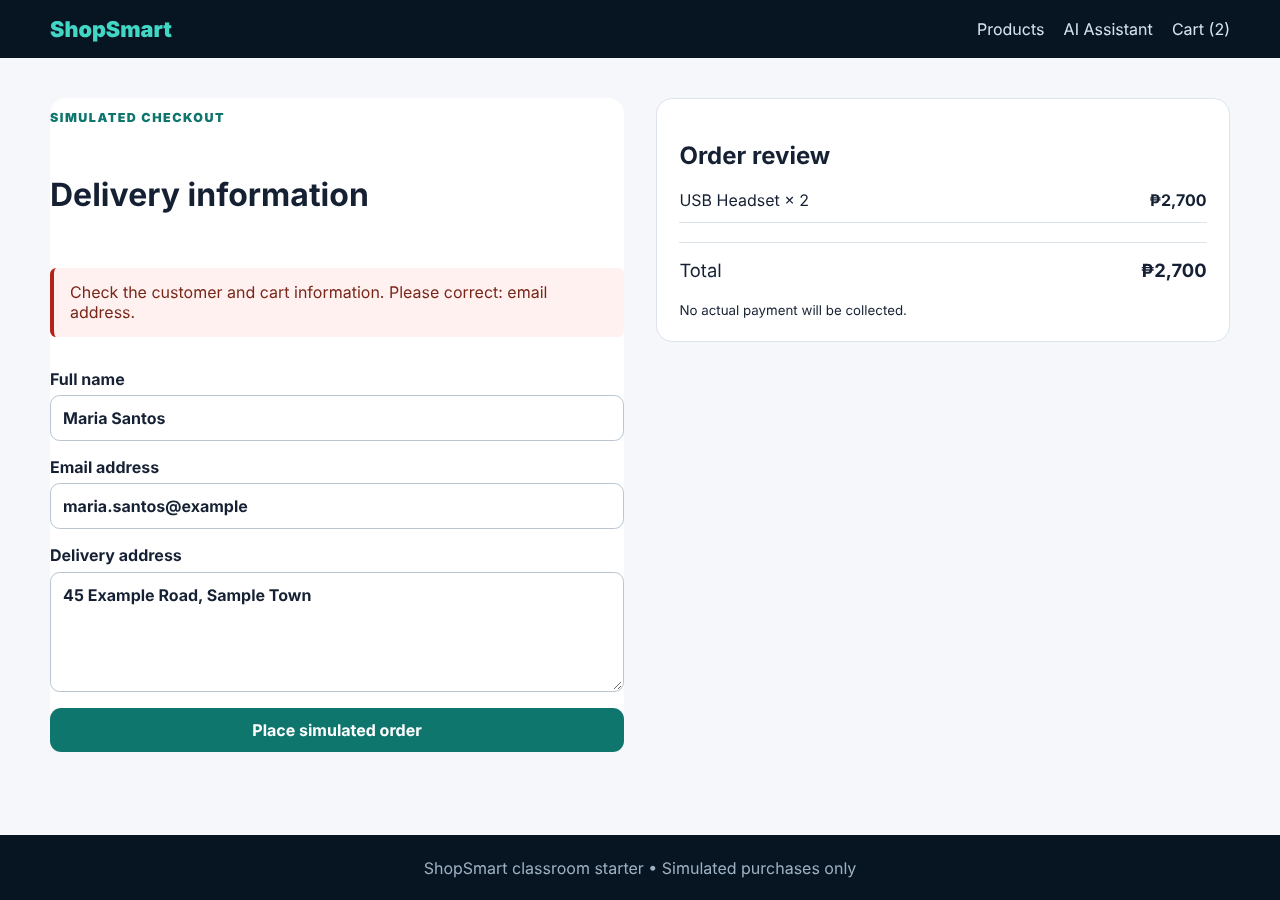 ShopSmart
Products AI Assistant Cart (2)
SIMULATED CHECKOUT
Delivery information
Check the customer and cart information. Please correct: email
address.
Full name
Maria Santos
Email address
maria.santos@example
Delivery address
45 Example Road, Sample Town
Place simulated order
Order review
USB Headset × 2 ₱2,700
Total ₱2,700
No actual payment will be collected.
ShopSmart classroom starter • Simulated purchases only